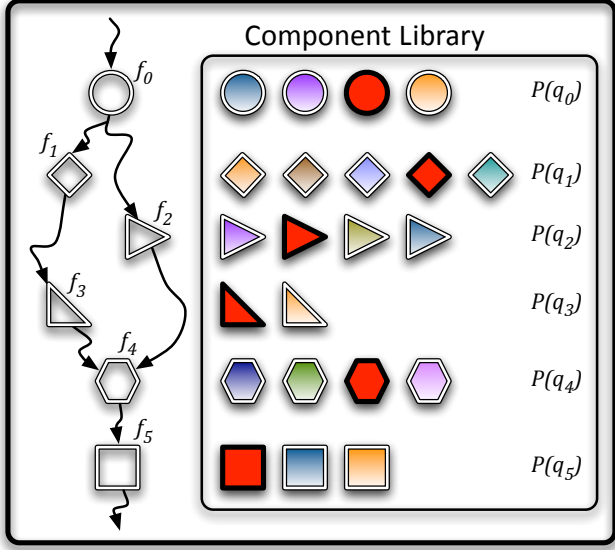 Component Library
f0
P(q0)
f1
P(q1)
f2
P(q2)
f3
P(q3)
f4
P(q4)
f5
P(q5)